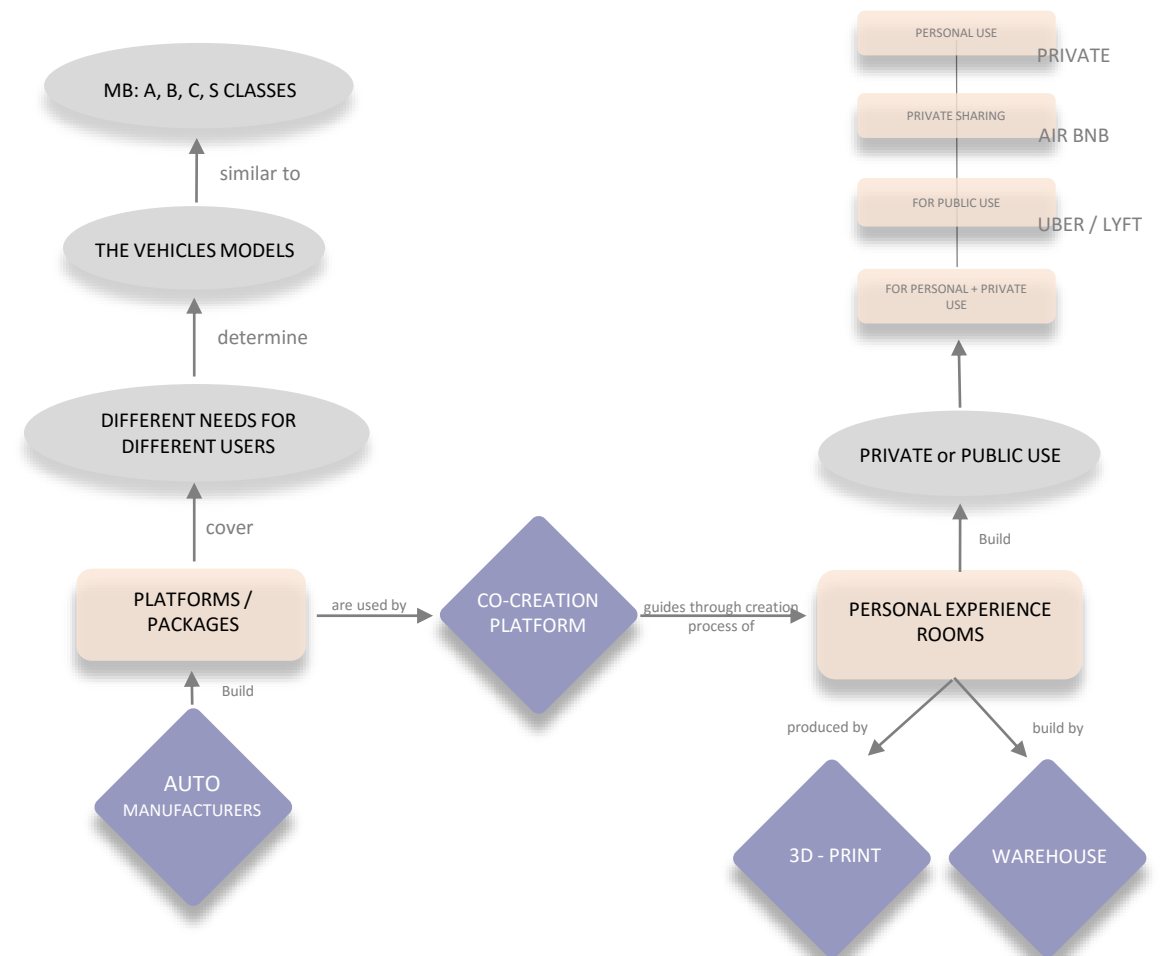 PERSONAL USE
PRIVATE
MB: A, B, C, S CLASSES
PRIVATE SHARING
AIR BNB
similar to
FOR PUBLIC USE
UBER / LYFT
THE VEHICLES MODELS
FOR PERSONAL + PRIVATE
USE
determine
DIFFERENT NEEDS FOR
DIFFERENT USERS
PRIVATE or PUBLIC USE
cover
Build
PLATFORMS /
PACKAGES
are used by
CO-CREATION
PLATFORM
guides through creation
process of
PERSONAL EXPERIENCE
ROOMS
Build
produced by
build by
AUTO
MANUFACTURERS
3D - PRINT
WAREHOUSE